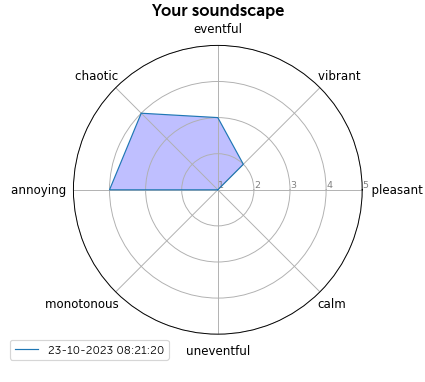 Your soundscape
eventful
chaotic
vibrant
annoying
1 2 3 4 5
pleasant
monotonous
calm
uneventful
23-10-2023 08:21:20